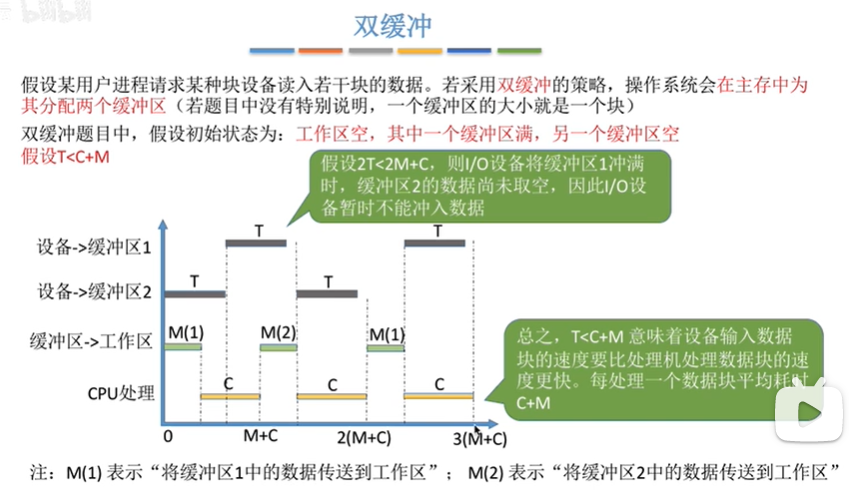 bilibili
双缓冲
假设某用户进程请求某种块设备读入若干块的数据。若采用双缓冲的策略，操作系统会在主存中为
其分配两个缓冲区（若题目中没有特别说明，一个缓冲区的大小就是一个块）
双缓冲题目中，假设初始状态为：工作区空，其中一个缓冲区满，另一个缓冲区空
假设T<C+M
假设2T<2M+C，则I/O设备将缓冲区1冲满
时，缓冲区2的数据尚未取空，因此I/O设
备暂时不能冲入数据
设备->缓冲区1
T
T
设备->缓冲区2
T
T
缓冲区->工作区
M(1)
M(2)
M(1)
CPU处理
C
C
C
0
M+C
2(M+C)
3(M+C)
总之，T<C+M 意味着设备输入数据
块的速度要比处理机处理数据块的速
度更快。每处理一个数据块平均耗时
C+M
注：M(1) 表示“将缓冲区1中的数据传送到工作区”； M(2) 表示“将缓冲区2中的数据传送到工作区”